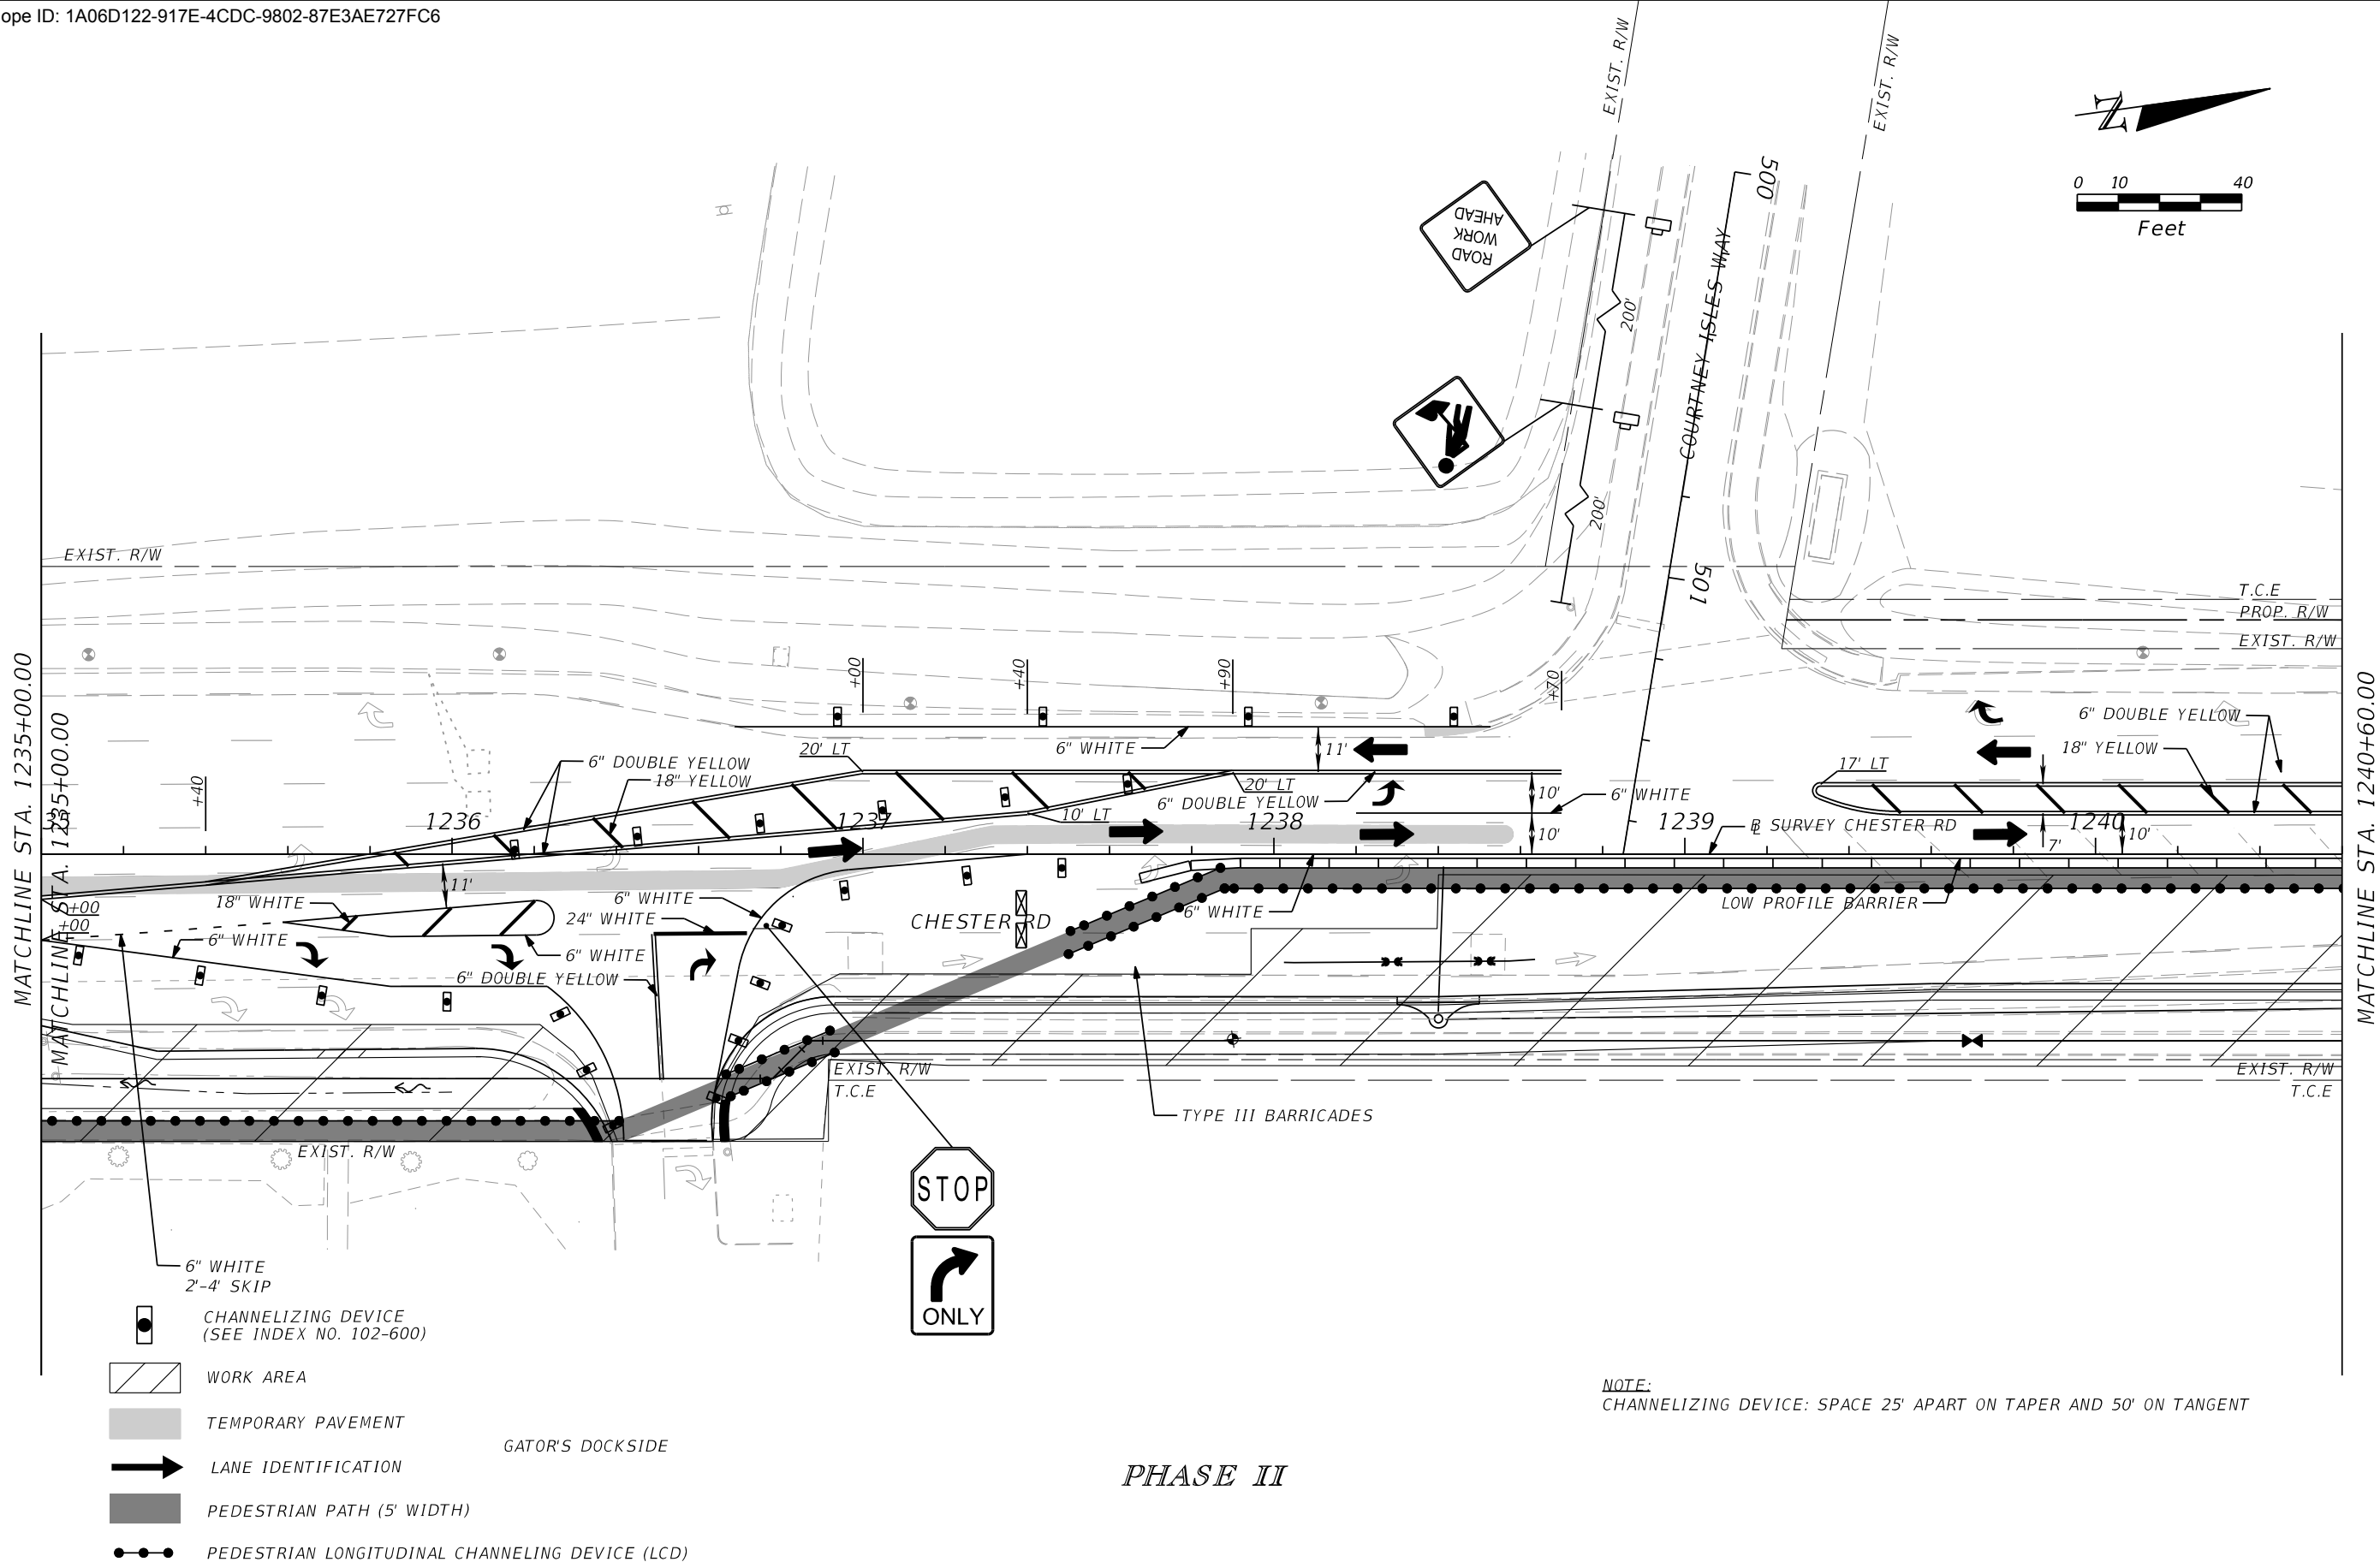 ope ID: 1A06D122-917E-4CDC-9802-87E3AE727FC6
EXIST. R/W
EXIST. R/W
N
0 10 40
Feet
500
ROAD
WORK
AHEAD
200'
200'
COURTNEY ISLES WAY
501
EXIST. R/W
T.C.E
PROP. R/W
EXIST. R/W
MATCHLINE STA. 1235+00.00
MATCHLINE STA. 1235+00.00
MATCHLINE STA. 1240+60.00
+40
+00
+40
+90
+70
20' LT
6" WHITE
11'
6" DOUBLE YELLOW
18" YELLOW
6" DOUBLE YELLOW
18" YELLOW
17' LT
20' LT
6" DOUBLE YELLOW
10'
6" WHITE
10' LT
10'
1236
1237
1238
1239
1240
B SURVEY CHESTER RD
7'
10'
11'
18" WHITE
+00
+00
6" WHITE
6" WHITE
24" WHITE
CHESTER RD
6" WHITE
LOW PROFILE BARRIER
6" WHITE
6" DOUBLE YELLOW
EXIST. R/W
T.C.E
EXIST. R/W
T.C.E
TYPE III BARRICADES
EXIST. R/W
STOP
ONLY
6" WHITE
2'-4' SKIP
CHANNELIZING DEVICE
(SEE INDEX NO. 102-600)
WORK AREA
TEMPORARY PAVEMENT
LANE IDENTIFICATION
PEDESTRIAN PATH (5' WIDTH)
PEDESTRIAN LONGITUDINAL CHANNELING DEVICE (LCD)
GATOR'S DOCKSIDE
NOTE:
CHANNELIZING DEVICE: SPACE 25' APART ON TAPER AND 50' ON TANGENT
PHASE II